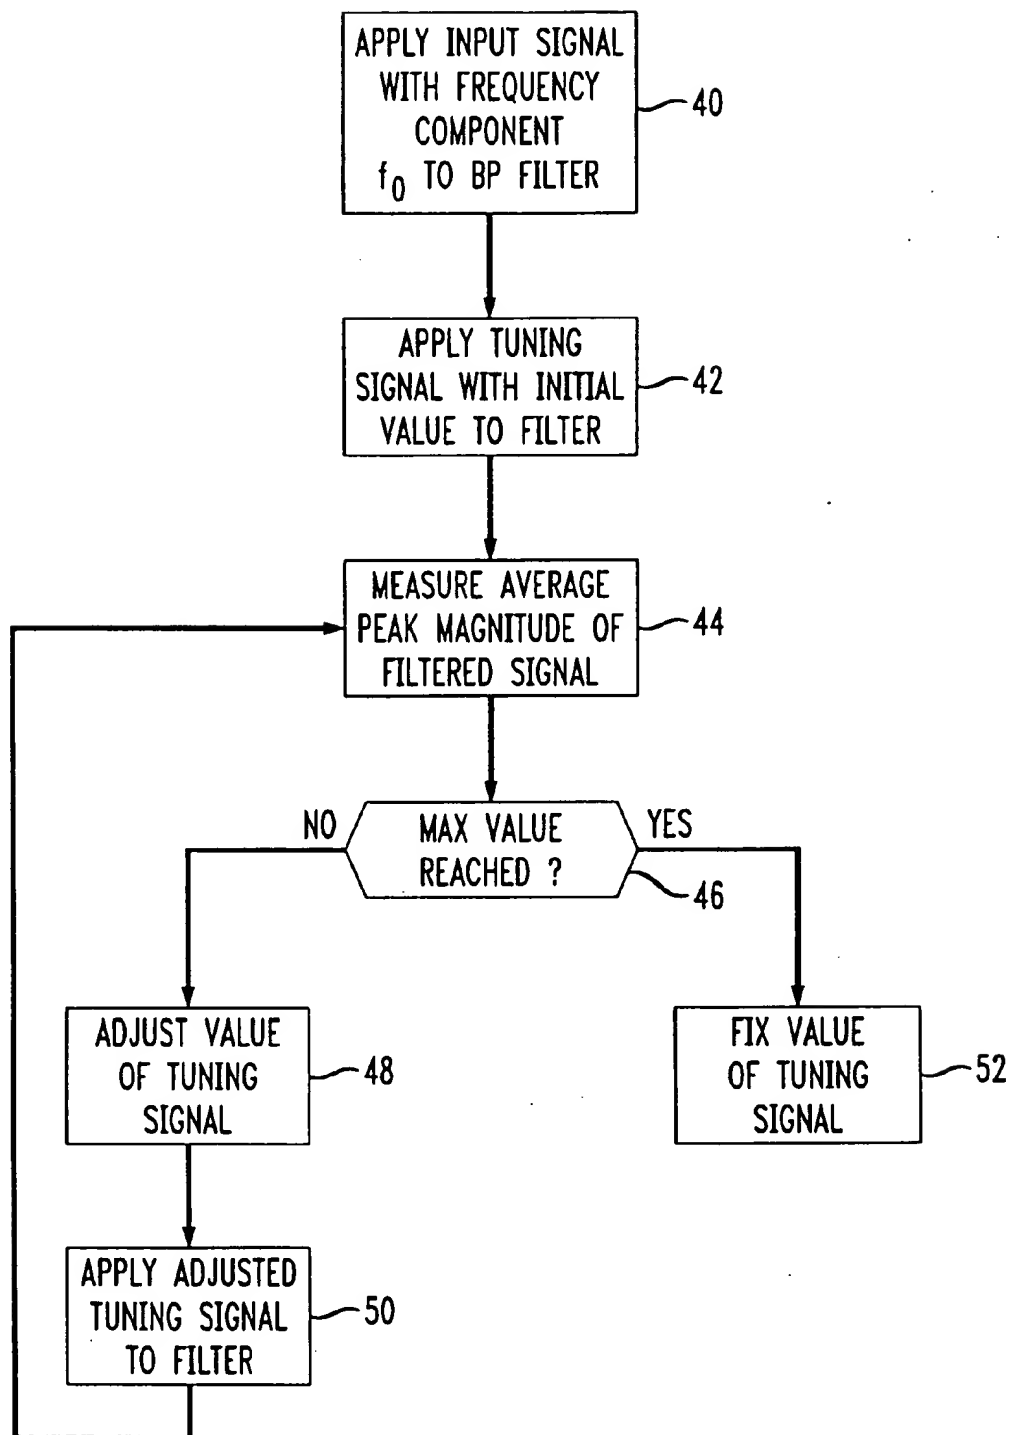 APPLY INPUT SIGNAL
WITH FREQUENCY
COMPONENT
f0 TO BP FILTER
40
APPLY TUNING
SIGNAL WITH INITIAL
VALUE TO FILTER
42
MEASURE AVERAGE
PEAK MAGNITUDE OF
FILTERED SIGNAL
44
NO
MAX VALUE
REACHED ?
YES
46
ADJUST VALUE
OF TUNING
SIGNAL
48
FIX VALUE
OF TUNING
SIGNAL
52
APPLY ADJUSTED
TUNING SIGNAL
TO FILTER
50